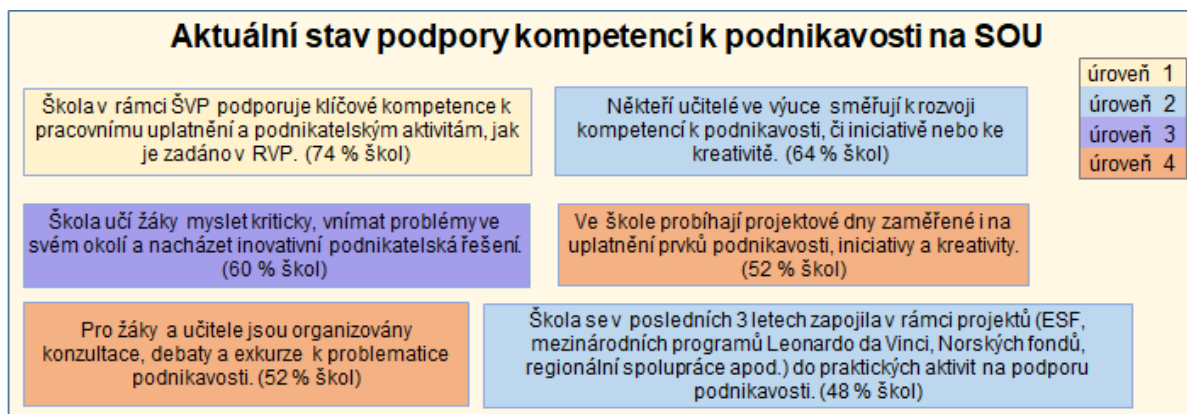 Aktuální stav podpory kompetencí k podnikavosti na SOU
úroveň 1
úroveň 2
úroveň 3
úroveň 4
Škola v rámci ŠVP podporuje klíčové kompetence k
pracovnímu uplatnění a podnikatelským aktivitám, jak
je zadáno v RVP. (74 % škol)
Někteří učitelé ve výuce směřují k rozvoji
kompetencí k podnikavosti, či iniciativě nebo ke
kreativitě. (64 % škol)
Škola učí žáky myslet kriticky, vnímat problémy ve
svém okolí a nacházet inovativní podnikatelská řešení.
(60 % škol)
Ve škole probíhají projektové dny zaměřené i na
uplatnění prvků podnikavosti, iniciativy a kreativity.
(52 % škol)
Pro žáky a učitele jsou organizovány
konzultace, debaty a exkurze k problematice
podnikavosti. (52 % škol)
Škola se v posledních 3 letech zapojila v rámci projektů (ESF,
mezinárodních programů Leonardo da Vinci, Norských fondů,
regionální spolupráce apod.) do praktických aktivit na podporu
podnikavosti. (48 % škol)